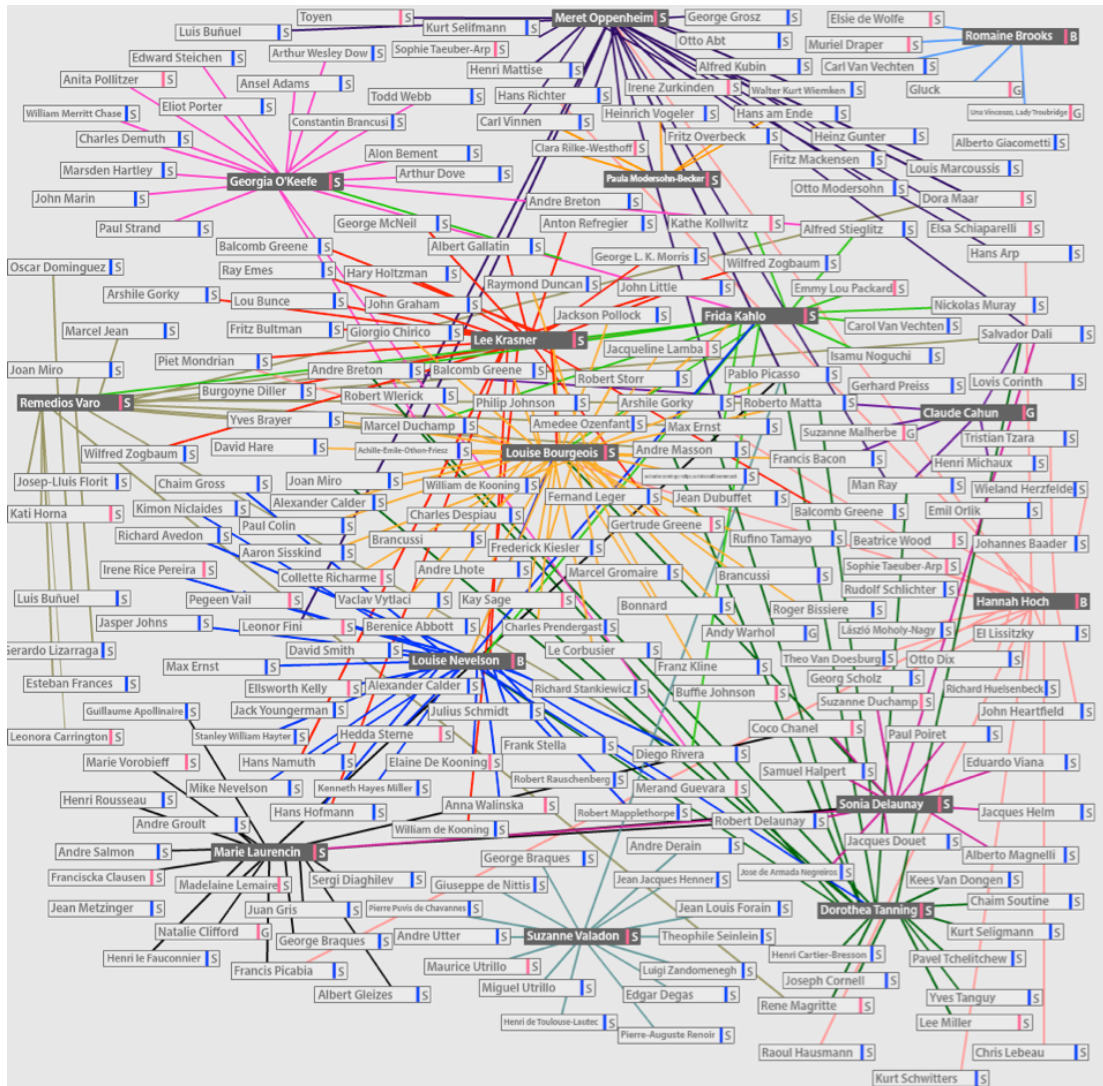 Toyen S
Meret Oppenheim S
George Grosz S
Elsie de Wolfe S
Luis Buñuel S
Kurt Selifmann S
Romaine Brooks B
Otto Abt S
Muriel Draper S
Edward Steichen S
Arthur Wesley Dow S
Sophie Taeuber-Arp S
Alfred Kubin S
Carl Van Vechten S
Henri Mattise S
Anita Pollitzer S
Ansel Adams S
Irene Zurkinden S
Walter Kurt Wiemken S
Gluck G
Todd Webb S
Hans Richter S
Eliot Porter S
William Merritt Chase S
Heinrich Vogeler S
Hans am Ende S
Una Vincenzo, Lady Troubridge G
Constantin Brancusi S
Carl Vinnen S
Charles Demuth S
Fritz Overbeck S
Heinz Gunter S
Alberto Giacometti S
Clara Rilke-Westhoff S
Alon Bement S
Fritz Mackensen S
Marsden Hartley S
Louis Marcoussis S
Arthur Dove S
Georgia O'Keefe S
Paula Modersohn-Becker S
Otto Modersohn S
John Marin S
Andre Breton S
Dora Maar S
Paul Strand S
George McNeil S
Anton Refregier S
Kathe Kollwitz S
Alfred Stieglitz S
Elsa Schiaparelli S
Balcomb Greene S
Albert Gallatin S
George L. K. Morris S
Hans Arp S
Oscar Dominguez S
Ray Emes S
Hary Holtzman S
Wilfred Zogbaum S
Raymond Duncan S
John Little S
Emmy Lou Packard S
Arshile Gorky S
Lou Bunce S
John Graham S
Nickolas Muray S
Jackson Pollock S
Frida Kahlo S
Marcel Jean S
Fritz Bultman S
Giorgio Chirico S
Carol Van Vechten S
Salvador Dali S
Lee Krasner S
Jacqueline Lamba S
Isamu Noguchi S
Piet Mondrian S
Joan Miro S
Andre Breton S
Balcomb Greene S
Robert Storr S
Pablo Picasso S
Gerhard Preiss S
Lovis Corinth S
Burgoyne Diller S
Robert Wlerick S
Remedios Varo S
Philip Johnson S
Arshile Gorky S
Roberto Matta S
Claude Cahun G
Yves Brayer S
Marcel Duchamp S
Amedee Ozenfant S
Max Ernst S
Suzanne Malherbe G
Tristian Tzara S
David Hare S
Achille-Emile-Othon-Friesz S
Wilfred Zogbaum S
Louise Bourgeois S
Andre Masson S
Francis Bacon S
Henri Michaux S
Josep-Lluis Florit S
Chaim Gross S
Joan Miro S
William de Kooning S
Man Ray S
Wieland Herzfelde S
Kimon Niclaides S
Alexander Calder S
Fernand Leger S
Jean Dubuffet S
Kati Horna S
Charles Despiau S
Balcomb Greene S
Emil Orlik S
Paul Colin S
Gertrude Greene S
Richard Avedon S
Brancussi S
Rufino Tamayo S
Beatrice Wood S
Johannes Baader S
Aaron Sisskind S
Frederick Kiesler S
Irene Rice Pereira S
Andre Lhote S
Marcel Gromaire S
Brancussi S
Sophie Taeuber-Arp S
Collette Richarme S
Rudolf Schlichter S
Luis Buñuel S
Pegeen Vail S
Vaclav Vytlaci S
Kay Sage S
Bonnard S
Roger Bissiere S
Hannah Hoch B
Jasper Johns S
Leonor Fini S
Berenice Abbott S
Charles Prendergast S
Andy Warhol G
László Moholy-Nagy S
El Lissitzky S
Gerardo Lizarraga S
David Smith S
Le Corbusier S
Max Ernst S
Louise Nevelson B
Franz Kline S
Theo Van Doesburg S
Otto Dix S
Esteban Frances S
Ellsworth Kelly S
Alexander Calder S
Richard Stankiewicz S
Buffie Johnson S
Georg Scholz S
Richard Huelsenbeck S
Guillaume Apollinaire S
Jack Youngerman S
Julius Schmidt S
Suzanne Duchamp S
John Heartfield S
Leonora Carrington S
Stanley William Hayter S
Hedda Sterne S
Coco Chanel S
Paul Poiret S
Frank Stella S
Marie Vorobieff S
Hans Namuth S
Elaine De Kooning S
Diego Rivera S
Eduardo Viana S
Robert Rauschenberg S
Samuel Halpert S
Mike Nevelson S
Kenneth Hayes Miller S
Merand Guevara S
Henri Rousseau S
Anna Walinska S
Sonia Delaunay S
Hans Hofmann S
Robert Mapplethorpe S
Jacques Helm S
Andre Groult S
William de Kooning S
Robert Delaunay S
Jacques Douet S
Andre Salmon S
Marie Laurencin S
George Braques S
Andre Derain S
Alberto Magnelli S
Franciscka Clausen S
Madelaine Lemaire S
Sergi Diaghilev S
Giuseppe de Nittis S
Jean Jacques Henner S
Jose de Armada Negreiros S
Kees Van Dongen S
Jean Metzinger S
Juan Gris S
Pierre Puvis de Chavannes S
Jean Louis Forain S
Dorothea Tanning S
Chaim Soutine S
Natalie Clifford G
George Braques S
Andre Utter S
Suzanne Valadon S
Theophile Seinlein S
Kurt Seligmann S
Henri le Fauconnier S
Henri Cartier-Bresson S
Pavel Tchelitchew S
Francis Picabia S
Maurice Utrillo S
Luigi Zandomenegh S
Joseph Cornell S
Albert Gleizes S
Miguel Utrillo S
Edgar Degas S
Rene Magritte S
Yves Tanguy S
Henri de Toulouse-Lautec S
Pierre-Auguste Renoir S
Lee Miller S
Raoul Hausmann S
Chris Lebeau S
Kurt Schwitters S